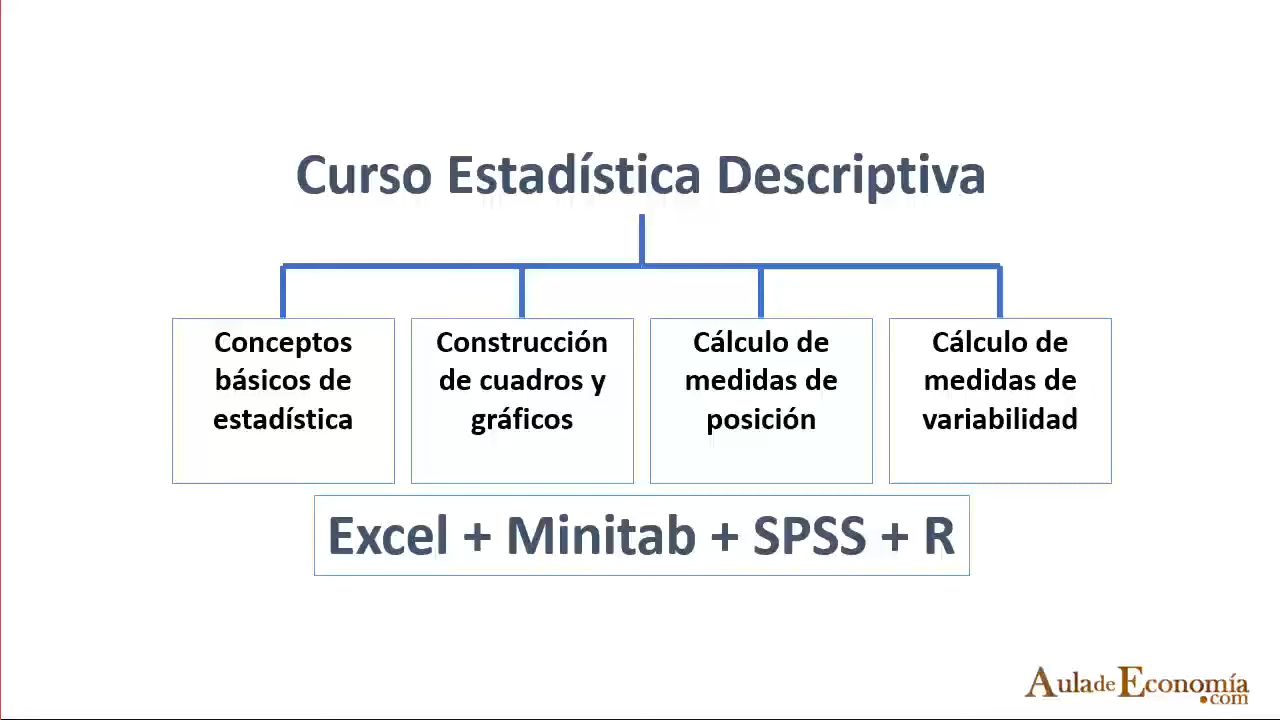 Curso Estadística Descriptiva
Conceptos
básicos de
estadística
Construcción
de cuadros y
gráficos
Cálculo de
medidas de
posición
Cálculo de
medidas de
variabilidad
Excel + Minitab + SPSS + R
AuladeEconomía
.com